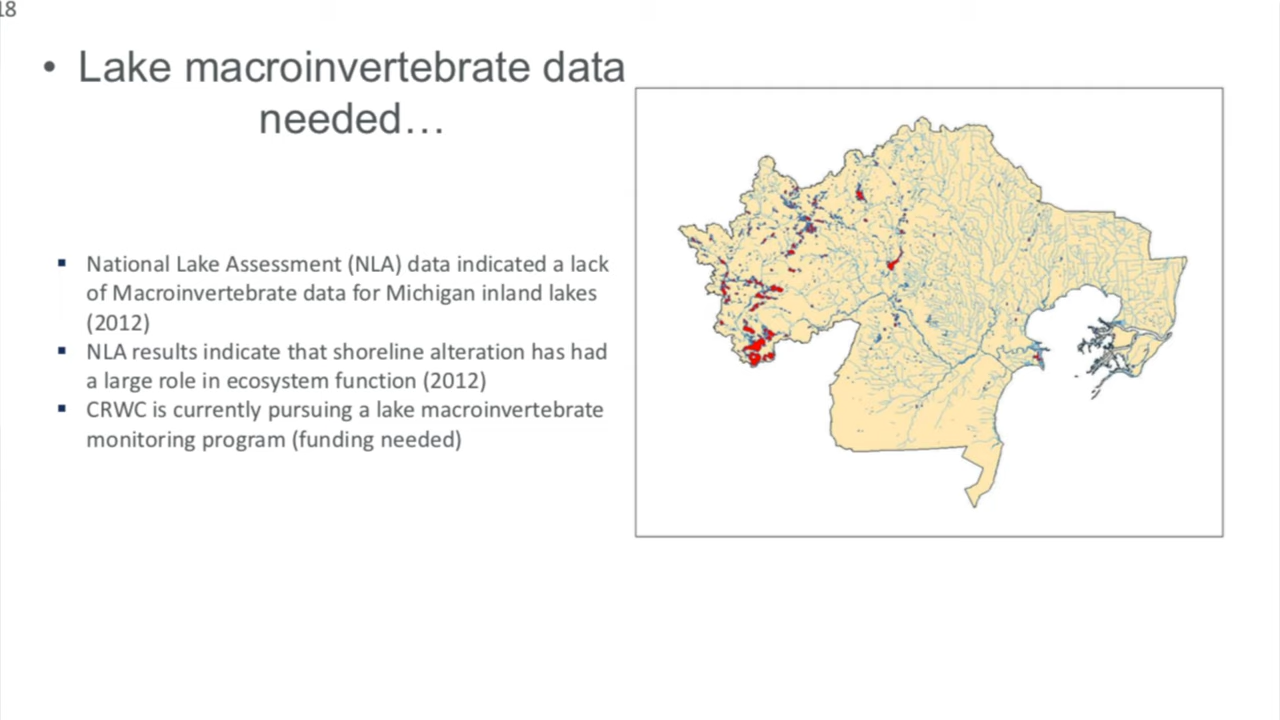 18
• Lake macroinvertebrate data
needed…
▪ National Lake Assessment (NLA) data indicated a lack
of Macroinvertebrate data for Michigan inland lakes
(2012)
▪ NLA results indicate that shoreline alteration has had
a large role in ecosystem function (2012)
▪ CRWC is currently pursuing a lake macroinvertebrate
monitoring program (funding needed)